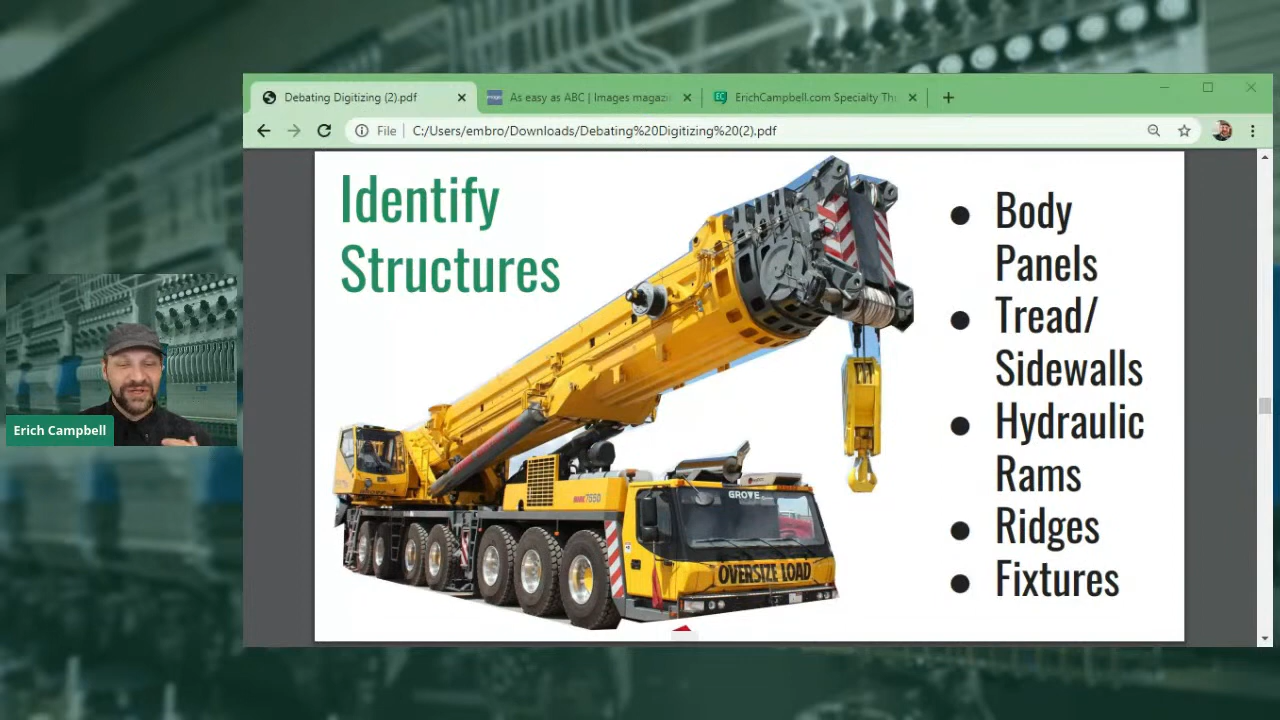 Debating Digitizing (2).pdf
As easy as ABC | Images magazi
ErichCampbell.com Specialty Th
File
C:/Users/embro/Downloads/Debating%20Digitizing%20(2).pdf
Identify
Structures
● Body
Panels
● Tread/
Sidewalls
● Hydraulic
Rams
● Ridges
● Fixtures
GROVE
OVERSIZE LOAD
Erich Campbell